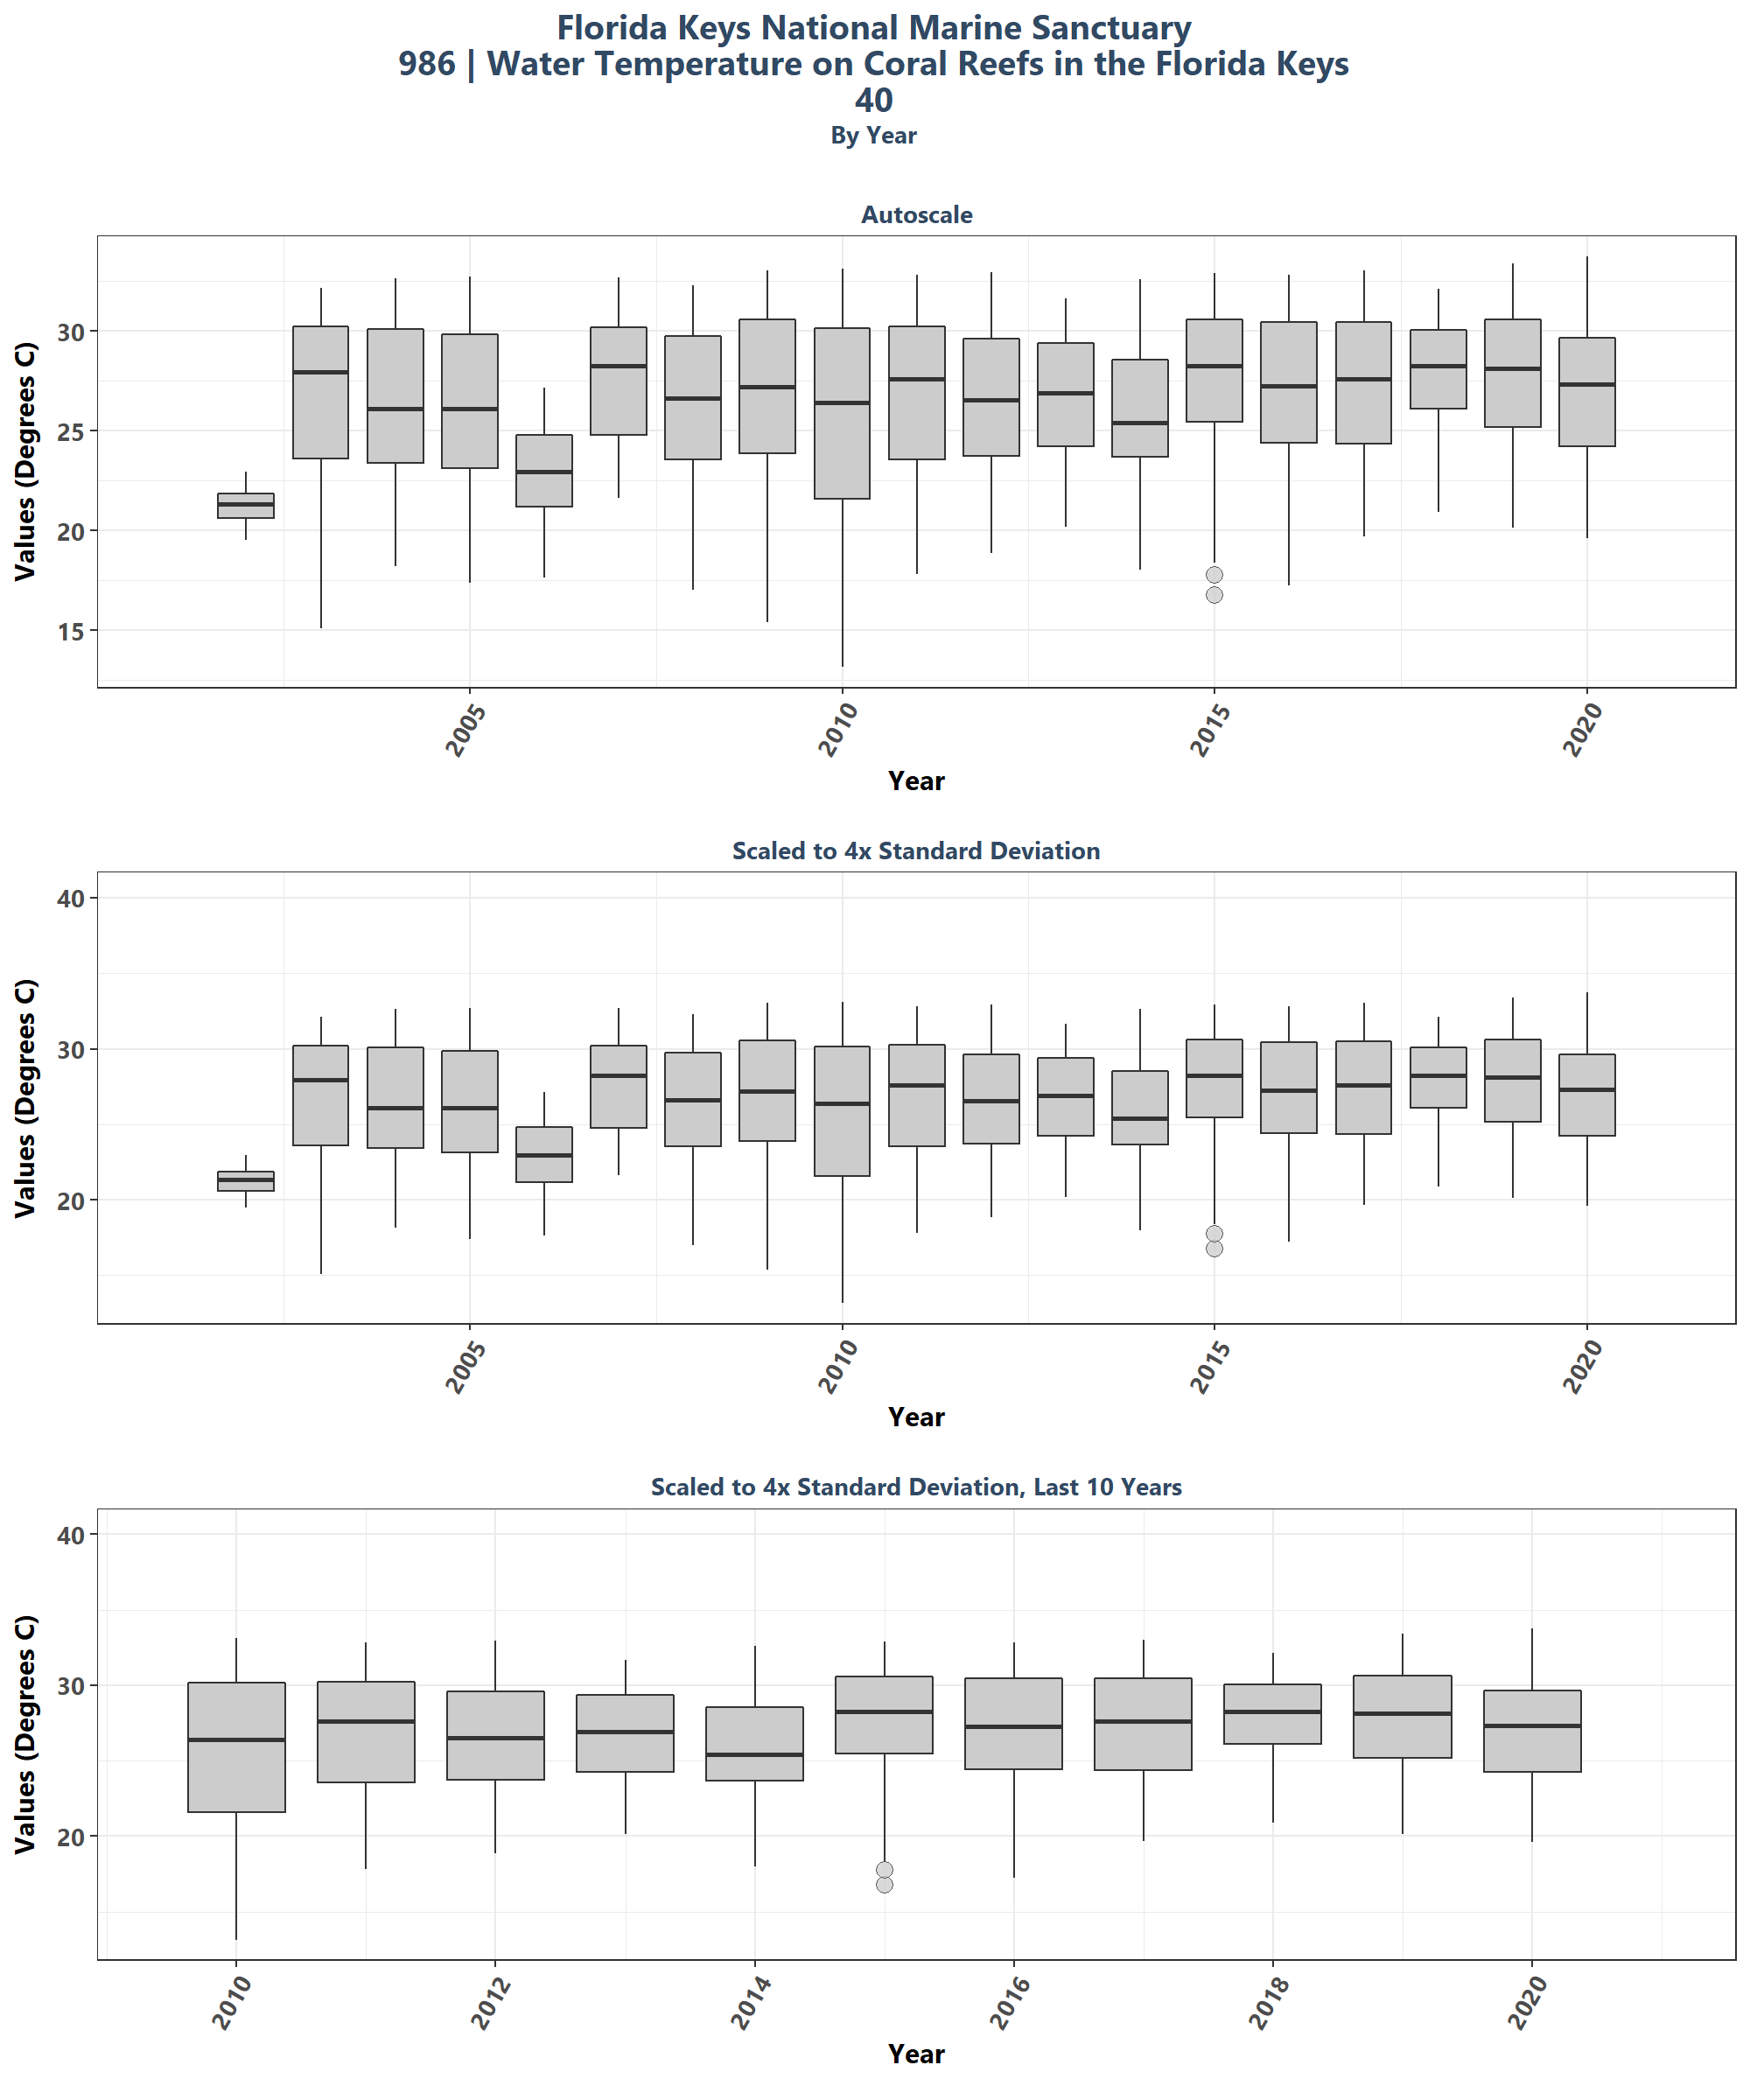 Florida Keys National Marine Sanctuary
986 | Water Temperature on Coral Reefs in the Florida Keys
40
By Year
Autoscale
Values (Degrees C)
30
25
20
15
2005
2010
2015
2020
Year
Scaled to 4x Standard Deviation
Values (Degrees C)
40
30
20
2005
2010
2015
2020
Year
Scaled to 4x Standard Deviation, Last 10 Years
Values (Degrees C)
40
30
20
2010
2012
2014
2016
2018
2020
Year